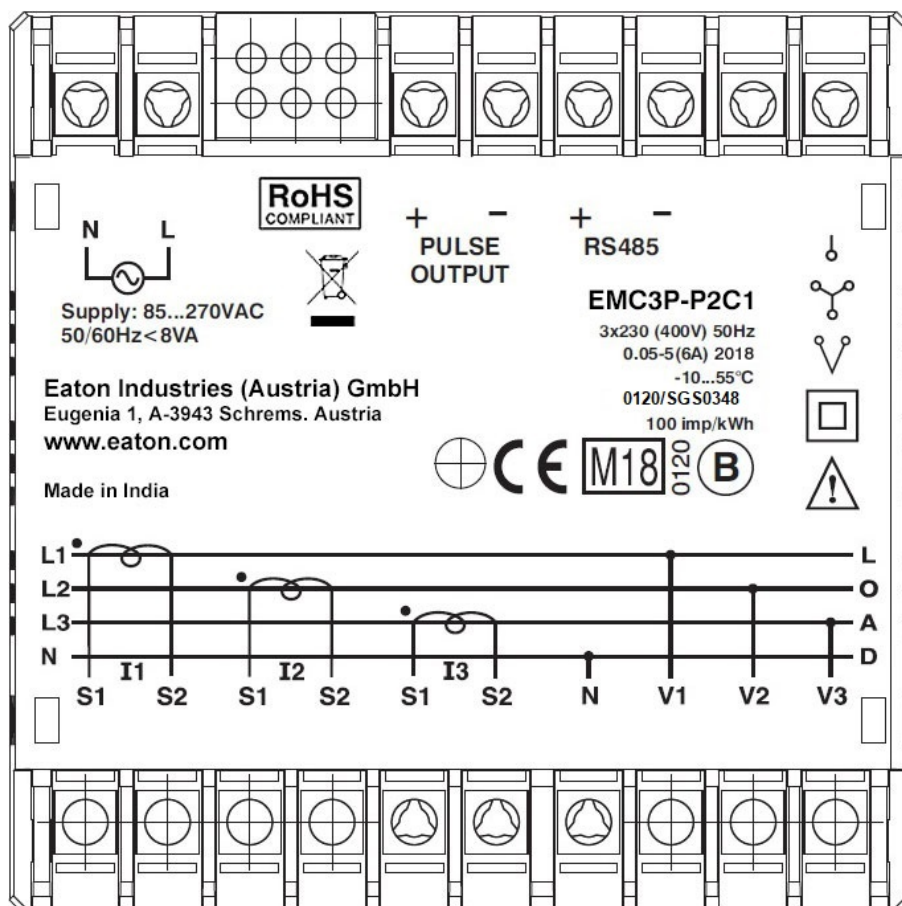 RoHS
COMPLIANT
N L
+ −
PULSE
OUTPUT
+ −
RS485
Supply: 85...270VAC
50/60Hz<8VA
EMC3P-P2C1
3x230 (400V) 50Hz
0.05-5(6A) 2018
-10...55°C
0120/SGS0348
100 imp/kWh
Eaton Industries (Austria) GmbH
Eugenia 1, A-3943 Schrems. Austria
www.eaton.com
Made in India
CE M18 0120 B
L1 L
L2 O
L3 A
N D
I1 I2 I3
S1 S2 S1 S2 S1 S2 N V1 V2 V3